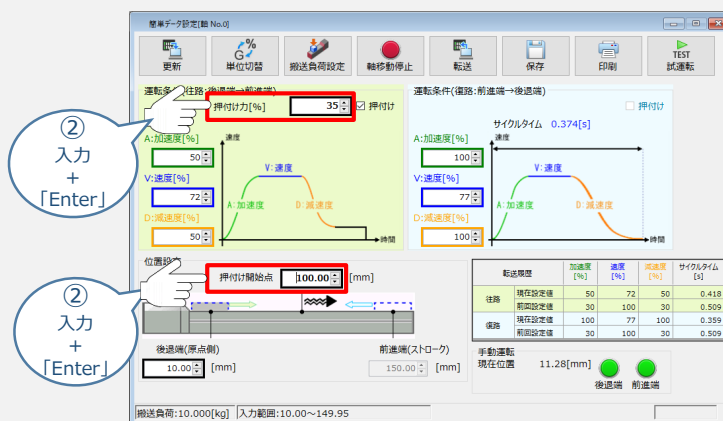 簡単データ設定[軸 No.0]
更新
単位切替
搬送負荷設定
軸移動停止
転送
保存
印刷
TEST
試運転
運転条件(往路:後退端→前進端)
押付け力[%] 35 押付け
A:加速度[%]
50
V:速度[%]
72
D:減速度[%]
50
速度
V:速度
A:加速度
D:減速度
時間
運転条件(復路:前進端→後退端)
押付け
サイクルタイム 0.374[s]
A:加速度[%]
100
V:速度[%]
77
D:減速度[%]
100
速度
V:速度
A:加速度
D:減速度
時間
②
入力
+
「Enter」
位置設定
押付け開始点 100.00 [mm]
②
入力
+
「Enter」
後退端(原点側)
10.00 [mm]
前進端(ストローク)
150.00 [mm]
転送履歴 加速度[%] 速度[%] 減速度[%] サイクルタイム[s]
往路 現在設定値 50 72 50 0.418
前回設定値 30 100 30 0.509
復路 現在設定値 100 77 100 0.359
前回設定値 30 100 30 0.509
手動運転
現在位置 11.28[mm]
後退端 前進端
搬送負荷:10.000[kg] 入力範囲:10.00～149.95